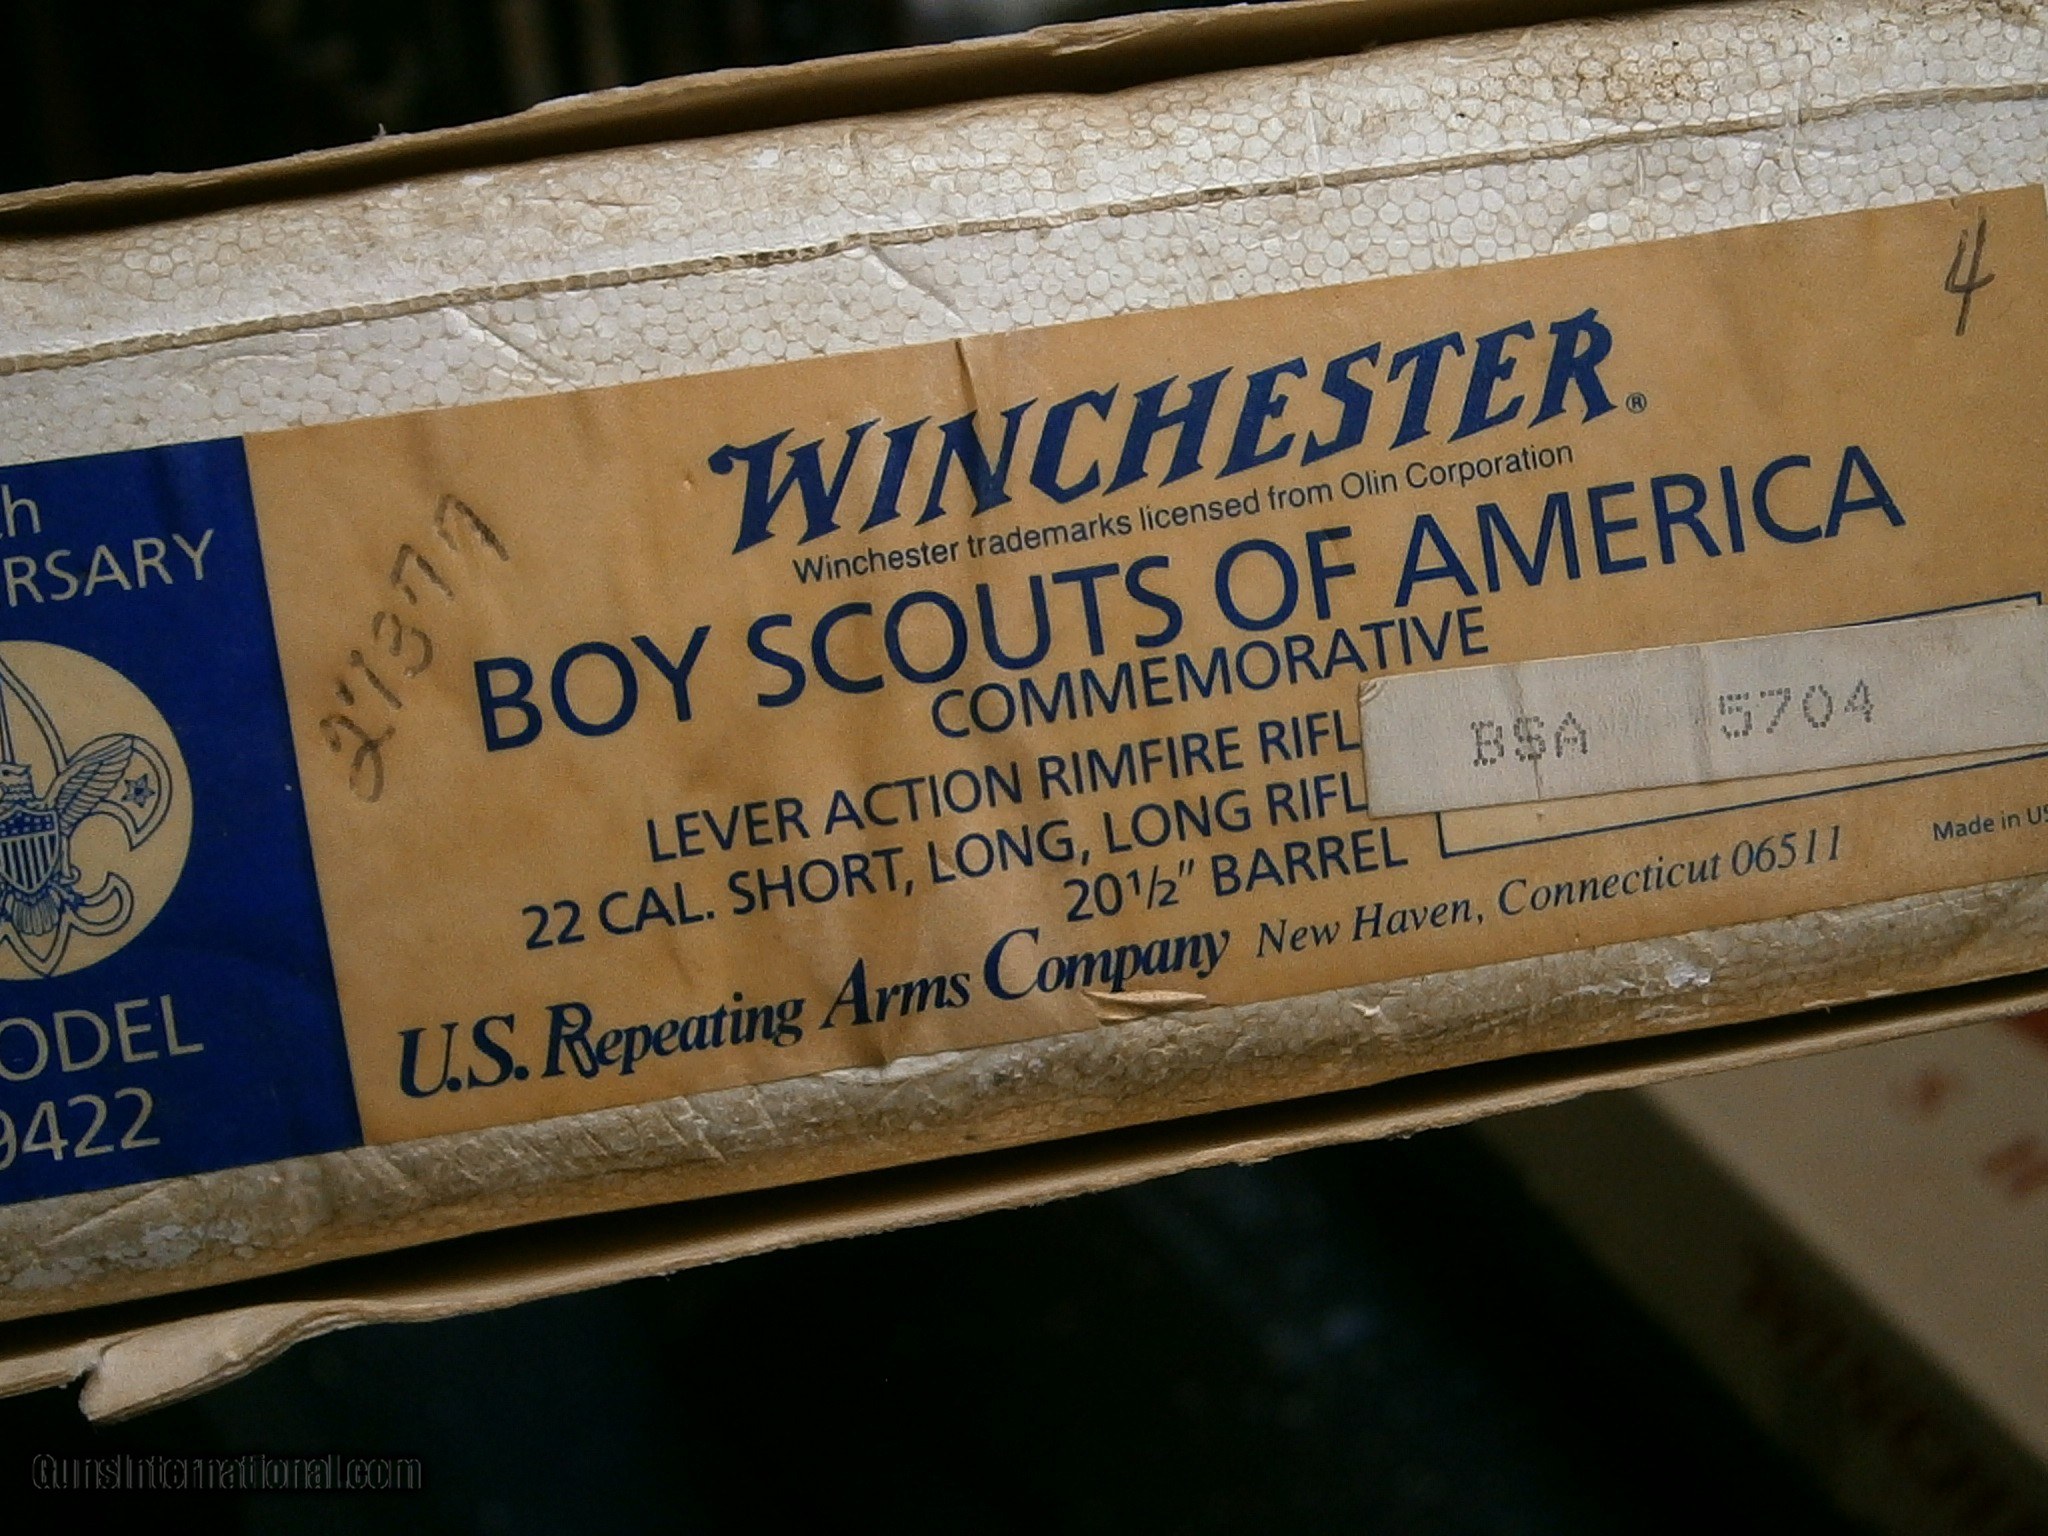 4
WINCHESTER®
Winchester trademarks licensed from Olin Corporation
BOY SCOUTS OF AMERICA
COMMEMORATIVE
LEVER ACTION RIMFIRE RIFL
22 CAL. SHORT, LONG, LONG RIFL
20 1/2" BARREL
BSA 5704
U.S. Repeating Arms Company New Haven, Connecticut 06511
Made in US
th
RSARY
ODEL
9422
GunsInternational.com